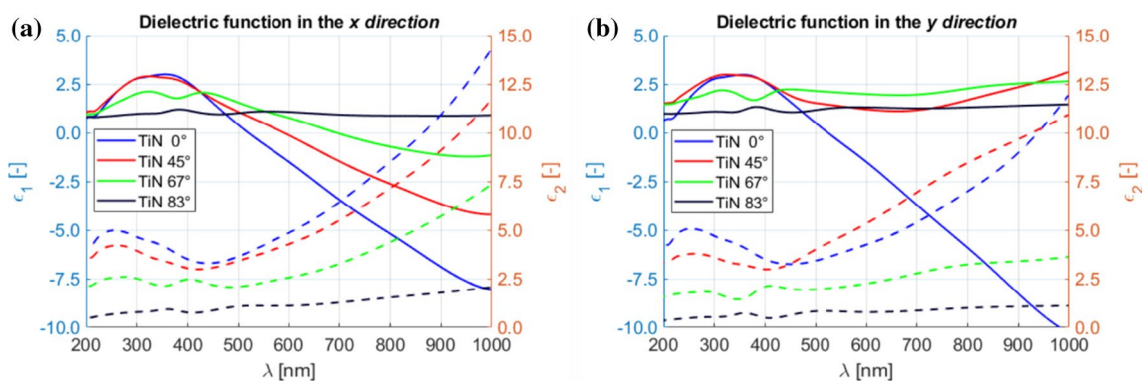 (a)
Dielectric function in the x direction
5.0
2.5
0.0
-2.5
-5.0
-7.5
-10.0
ϵ1 [-]
15.0
12.5
10.0
7.5
5.0
2.5
0.0
ϵ2 [-]
TiN 0°
TiN 45°
TiN 67°
TiN 83°
200 300 400 500 600 700 800 900 1000
λ [nm]
(b)
Dielectric function in the y direction
5.0
2.5
0.0
-2.5
-5.0
-7.5
-10.0
ϵ1 [-]
15.0
12.5
10.0
7.5
5.0
2.5
0.0
ϵ2 [-]
TiN 0°
TiN 45°
TiN 67°
TiN 83°
200 300 400 500 600 700 800 900 1000
λ [nm]